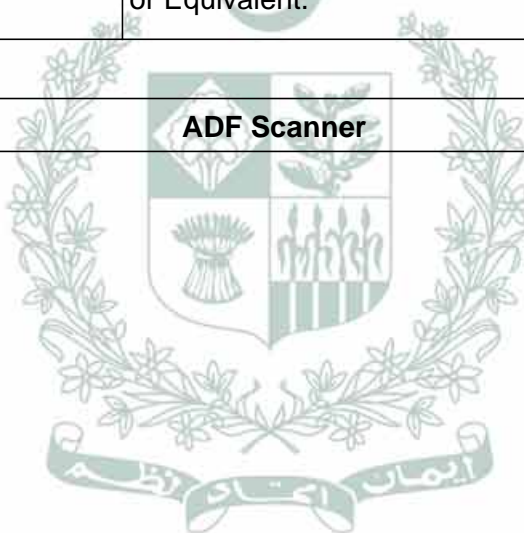 or Equivalent.
ADF Scanner
ایمان اتحاد نظم